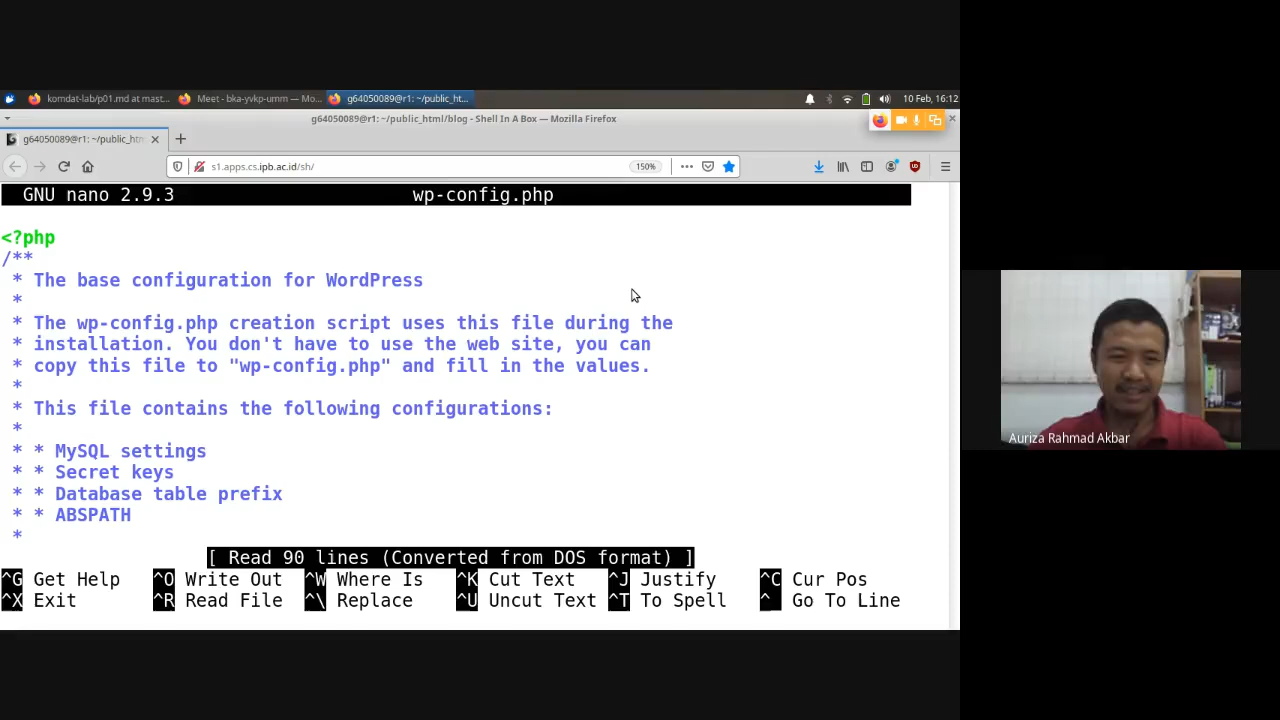 komdat-lab/p01.md at mast...
Meet - bka-yvkp-umm — Mo...
g64050089@r1: ~/public_ht...
10 Feb, 16:12
g64050089@r1: ~/public_html/blog - Shell In A Box — Mozilla Firefox
g64050089@r1: ~/public_htm
s1.apps.cs.ipb.ac.id/sh/
150%
GNU nano 2.9.3 wp-config.php
<?php
/**
* The base configuration for WordPress
*
* The wp-config.php creation script uses this file during the
* installation. You don't have to use the web site, you can
* copy this file to "wp-config.php" and fill in the values.
*
* This file contains the following configurations:
*
* * MySQL settings
* * Secret keys
* * Database table prefix
* * ABSPATH
*
[ Read 90 lines (Converted from DOS format) ]
^G Get Help ^O Write Out ^W Where Is ^K Cut Text ^J Justify ^C Cur Pos
^X Exit ^R Read File ^\ Replace ^U Uncut Text ^T To Spell ^ Go To Line
Auriza Rahmad Akbar